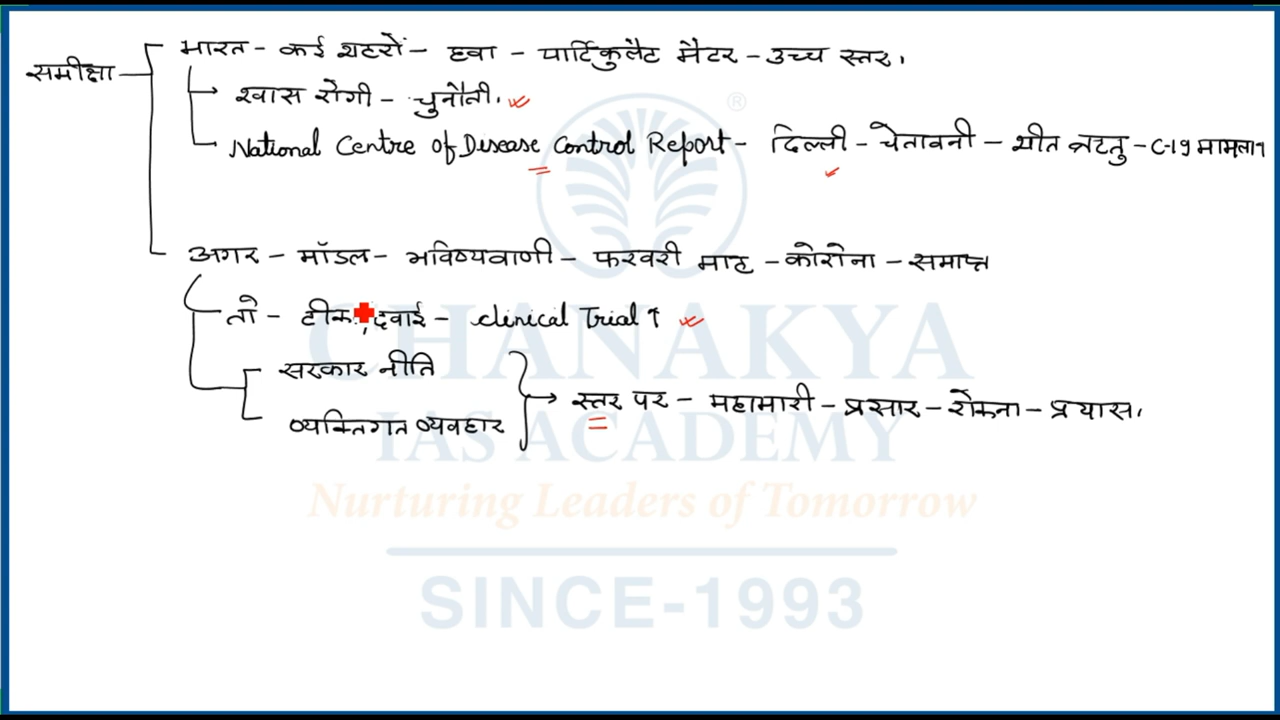 समीक्षा
भारत - कई शहरों - हवा - पार्टिकुलैट मैटर - उच्च स्तर.
श्वास रोगी - चुनौती.
National Centre of Disease Control Report - दिल्ली - चेतावनी - शीत ऋतु - C-19 मामला↑
अगर - मॉडल - भविष्यवाणी - फरवरी माह - कोरोना - समाप्त
तो - टीका, दवाई - Clinical Trial ↑
सरकार नीति
व्यक्तिगत व्यवहार
स्तर पर - महामारी - प्रसार - रोकना - प्रयास.
CHANAKYA
IAS ACADEMY
Nurturing Leaders of Tomorrow
SINCE-1993
®